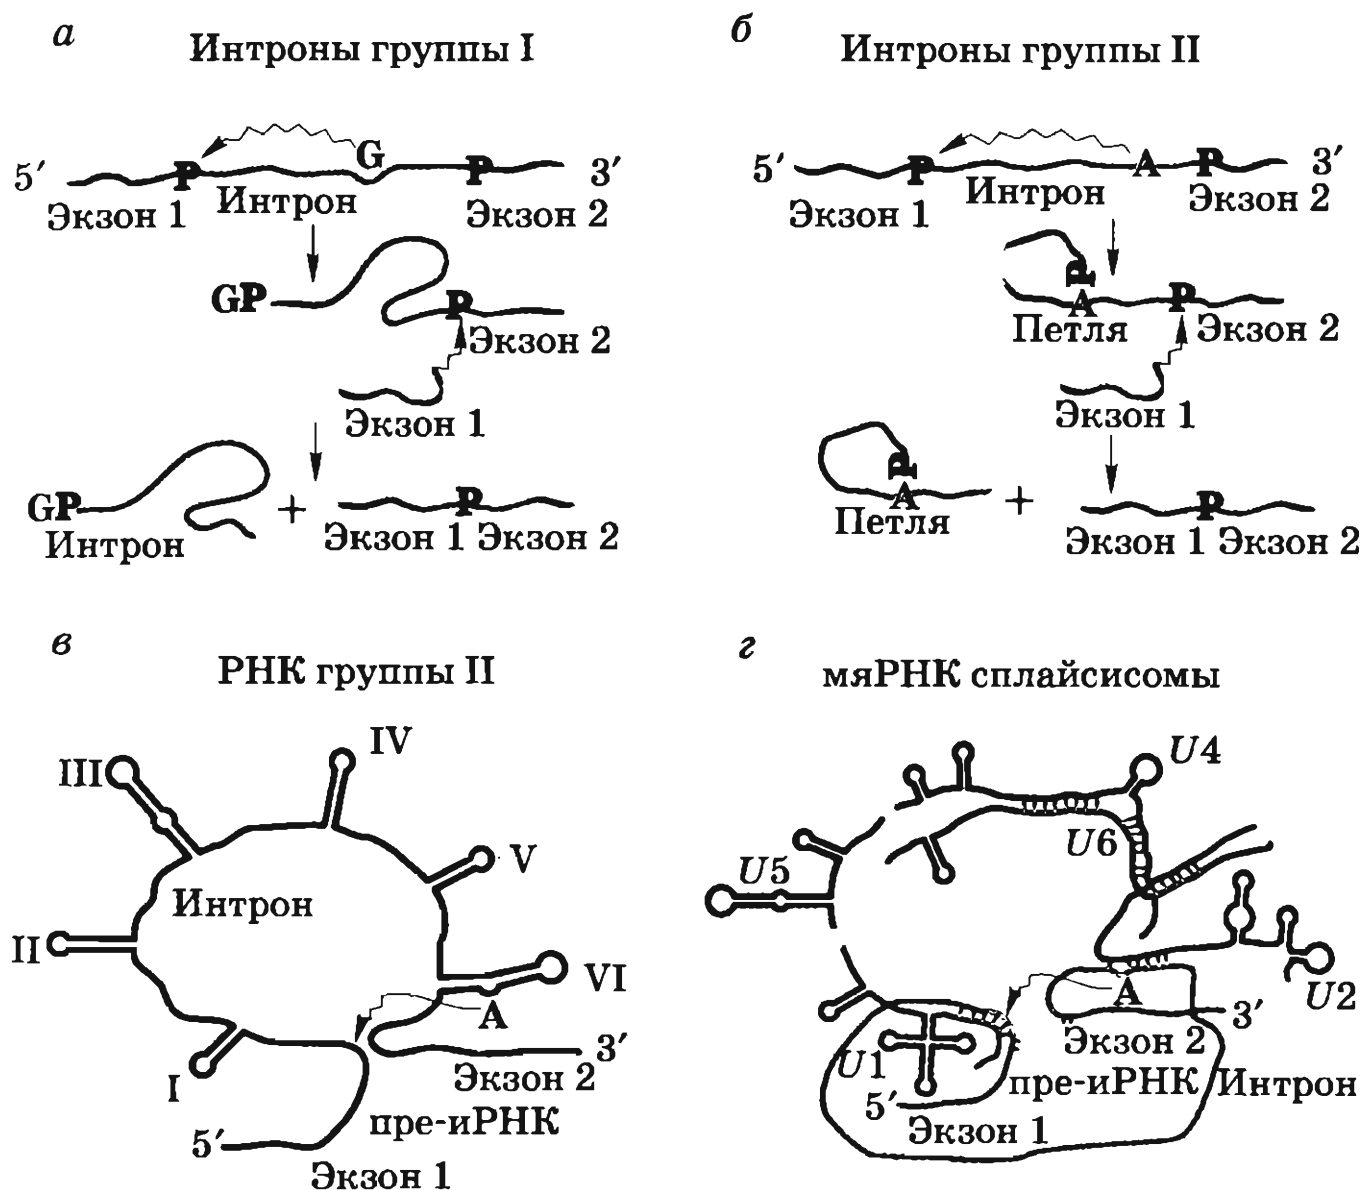 а
Интроны группы I
5′ P G P 3′
Экзон 1 Интрон Экзон 2
GP P
Экзон 2
Экзон 1
GP + P
Интрон Экзон 1 Экзон 2
б
Интроны группы II
5′ P A P 3′
Экзон 1 Интрон Экзон 2
P
A P
Петля Экзон 2
Экзон 1
P
A + P
Петля Экзон 1 Экзон 2
в
РНК группы II
IV
III
V
Интрон
II
VI
A
3′
I
Экзон 2
пре-иРНК
5′
Экзон 1
г
мяРНК сплайсисомы
U4
U6
U5
U2
A
3′
Экзон 2
U1
пре-иРНК Интрон
5′
Экзон 1